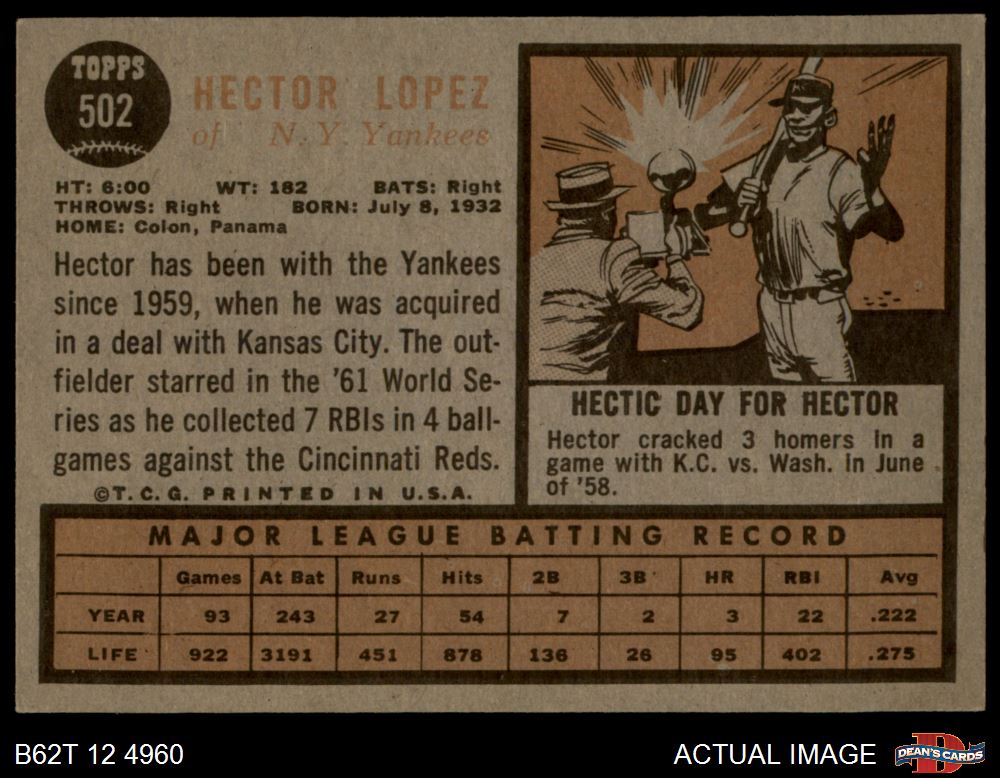 TOPPS
502
HECTOR LOPEZ
of N. Y. Yankees
HT: 6:00 WT: 182 BATS: Right
THROWS: Right BORN: July 8, 1932
HOME: Colon, Panama
Hector has been with the Yankees
since 1959, when he was acquired
in a deal with Kansas City. The out-
fielder starred in the '61 World Se-
ries as he collected 7 RBIs in 4 ball-
games against the Cincinnati Reds.
©T. C. G. PRINTED IN U.S.A.
HECTIC DAY FOR HECTOR
Hector cracked 3 homers in a
game with K.C. vs. Wash. in June
of '58.
MAJOR LEAGUE BATTING RECORD
Games At Bat Runs Hits 2B 3B HR RBI Avg
YEAR 93 243 27 54 7 2 3 22 .222
LIFE 922 3191 451 878 136 26 95 402 .275
B62T 12 4960
ACTUAL IMAGE
DEAN'S CARDS